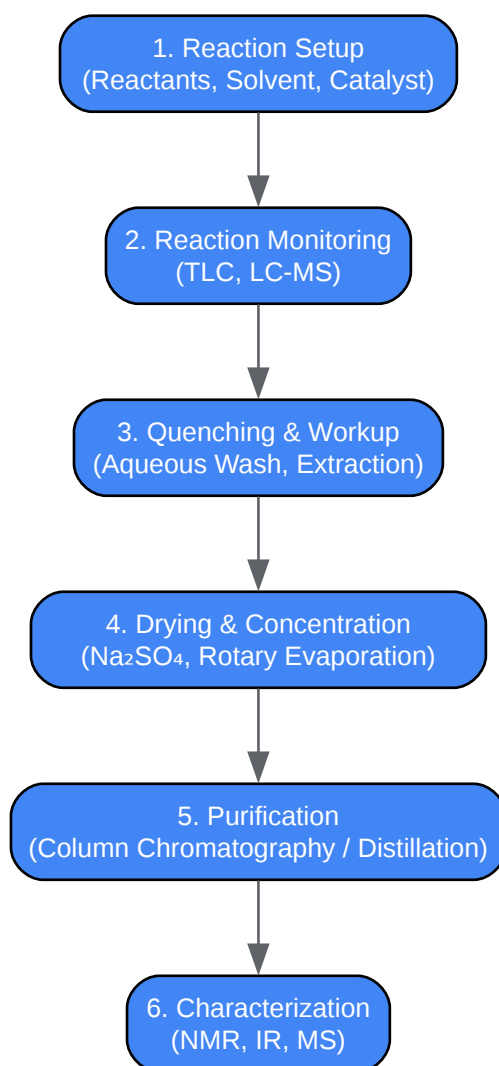 1. Reaction Setup
(Reactants, Solvent, Catalyst)
2. Reaction Monitoring
(TLC, LC-MS)
3. Quenching & Workup
(Aqueous Wash, Extraction)
4. Drying & Concentration
(Na₂SO₄, Rotary Evaporation)
5. Purification
(Column Chromatography / Distillation)
6. Characterization
(NMR, IR, MS)